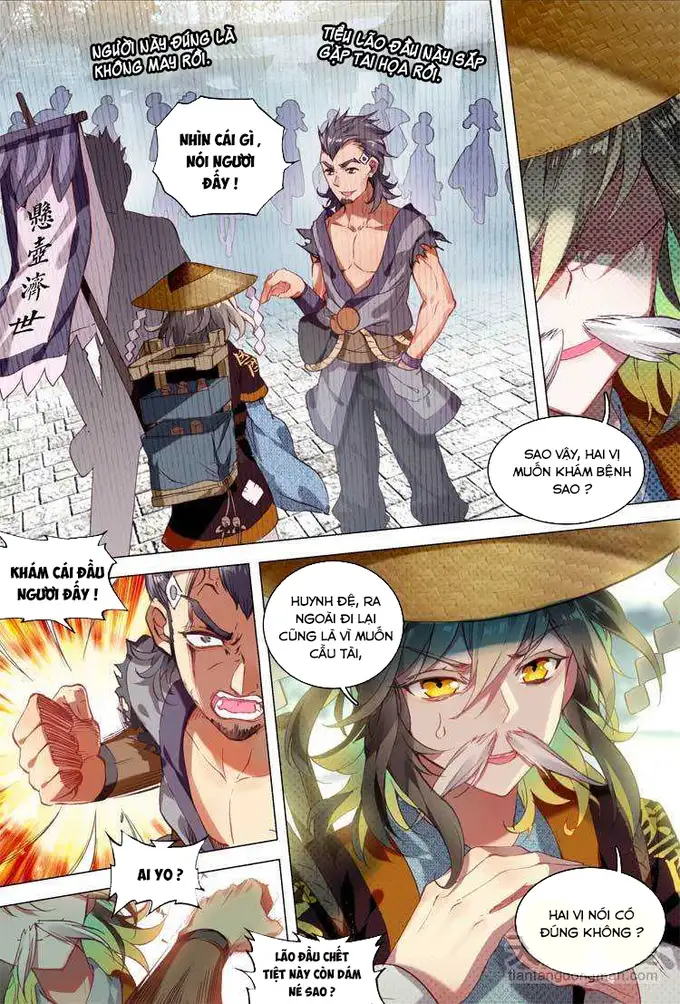 NGƯỜI NÀY ĐÚNG LÀ
KHÔNG MAY RỒI.
TIỂU LÃO ĐẦU NÀY SẮP
GẶP TAI HỌA RỒI.
NHÌN CÁI GÌ,
NÓI NGƯƠI
ĐẤY !
懸壺濟世
SAO VẬY, HAI VỊ
MUỐN KHÁM BỆNH
SAO ?
KHÁM CÁI ĐẦU
NGƯƠI ĐẤY !
HUYNH ĐỆ, RA
NGOÀI ĐI LẠI
CŨNG LÀ VÌ MUỐN
CẦU TÀI,
AI YO ?
HAI VỊ NÓI CÓ
ĐÚNG KHÔNG ?
LÃO ĐẦU CHẾT
TIỆT NÀY CÒN DÁM
NÉ SAO ?